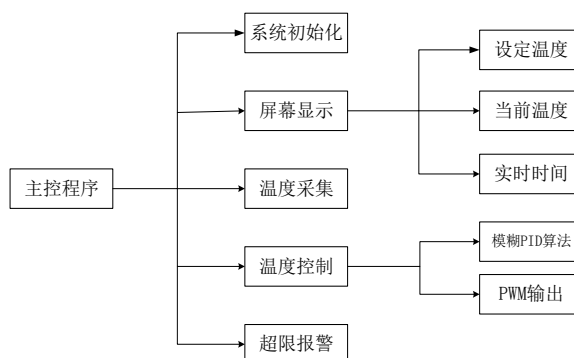 系统初始化
设定温度
屏幕显示
当前温度
主控程序
温度采集
实时时间
温度控制
模糊PID算法
PWM输出
超限报警